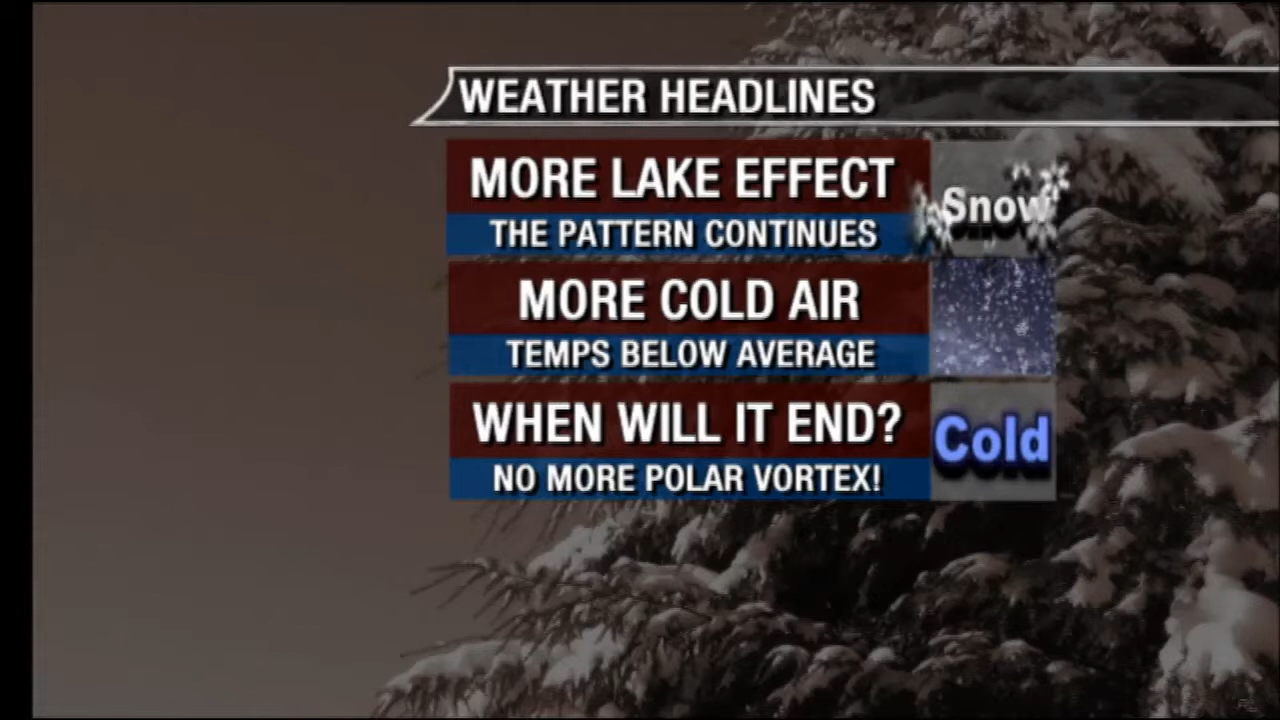 WEATHER HEADLINES
MORE LAKE EFFECT
THE PATTERN CONTINUES
Snow
MORE COLD AIR
TEMPS BELOW AVERAGE
WHEN WILL IT END?
NO MORE POLAR VORTEX!
Cold